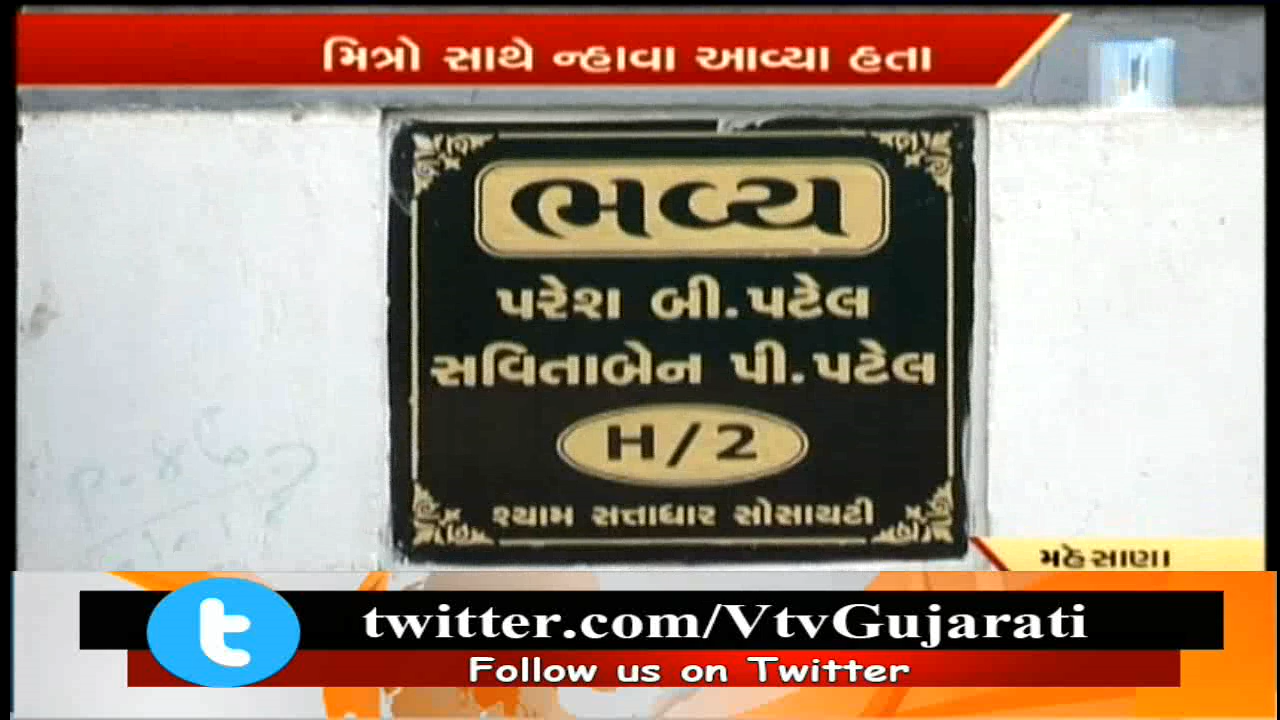 મિત્રો સાથે ન્હાવા આવ્યા હતા
ભવ્ય
પરેશ બી. પટેલ
સવિતાબેન પી. પટેલ
H/2
શ્યામ સત્તાધાર સોસાયટી
મહેસાણા
twitter.com/VtvGujarati
Follow us on Twitter